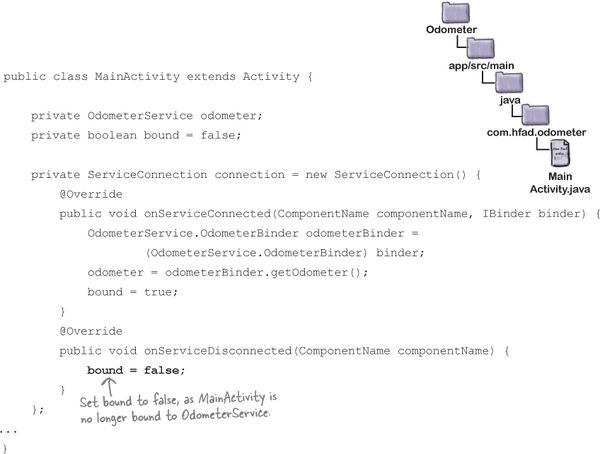 Odometer
app/src/main
java
com.hfad.odometer
Main
Activity.java
public class MainActivity extends Activity {
private OdometerService odometer;
private boolean bound = false;
private ServiceConnection connection = new ServiceConnection() {
@Override
public void onServiceConnected(ComponentName componentName, IBinder binder) {
OdometerService.OdometerBinder odometerBinder =
(OdometerService.OdometerBinder) binder;
odometer = odometerBinder.getOdometer();
bound = true;
}
@Override
public void onServiceDisconnected(ComponentName componentName) {
bound = false;
}
Set bound to false, as MainActivity is
no longer bound to OdometerService.
};
...
}